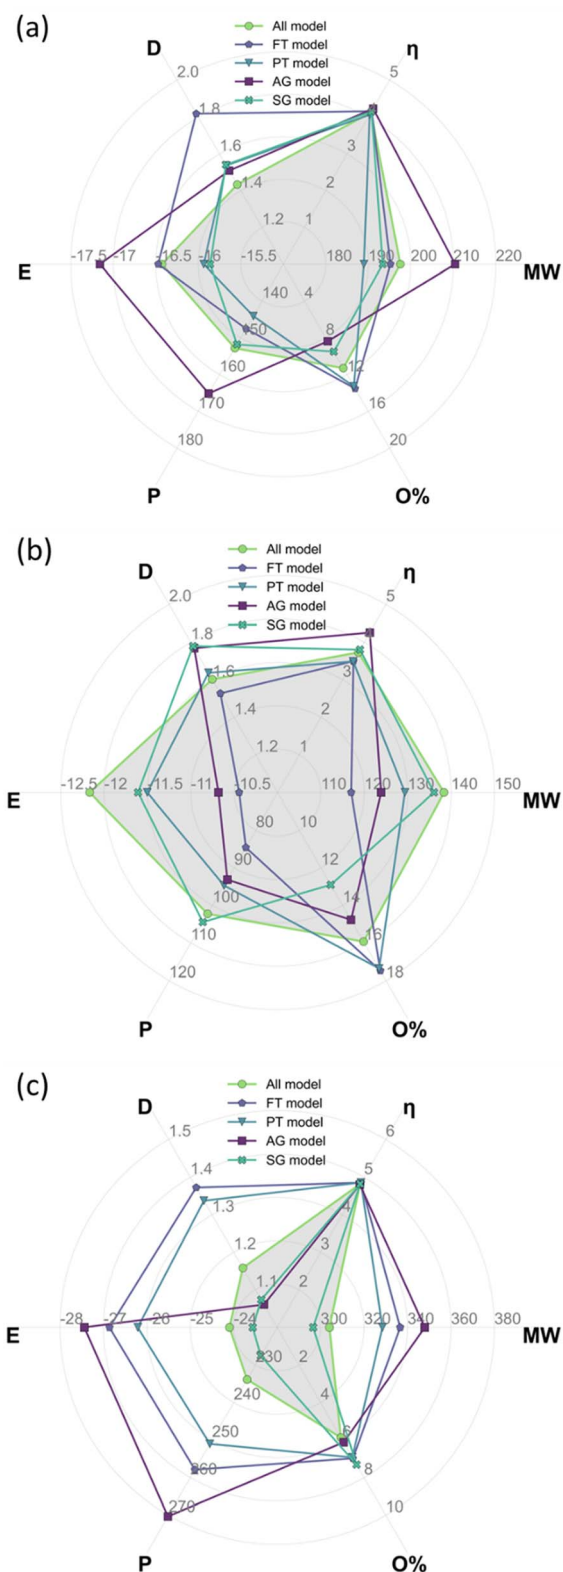 (a)
All model
FT model
PT model
AG model
SG model
D
η
2.0
5
1.8
1.6
3
1.4
2
1.2
1
E
-17.5
-17
-16.5
-16
-15.5
180
190
200
210
220
MW
140
4
150
8
160
12
170
16
180
20
P
O%
(b)
All model
FT model
PT model
AG model
SG model
D
η
2.0
5
1.8
1.6
3
1.4
2
1.2
1
E
-12.5
-12
-11.5
-11
-10.5
110
120
130
140
150
MW
80
10
90
12
100
14
110
16
120
18
P
O%
(c)
All model
FT model
PT model
AG model
SG model
D
η
1.5
6
1.4
5
1.3
4
1.2
3
1.1
2
E
-28
-27
-26
-25
-24
300
320
340
360
380
MW
230
2
240
4
250
6
260
8
270
10
P
O%